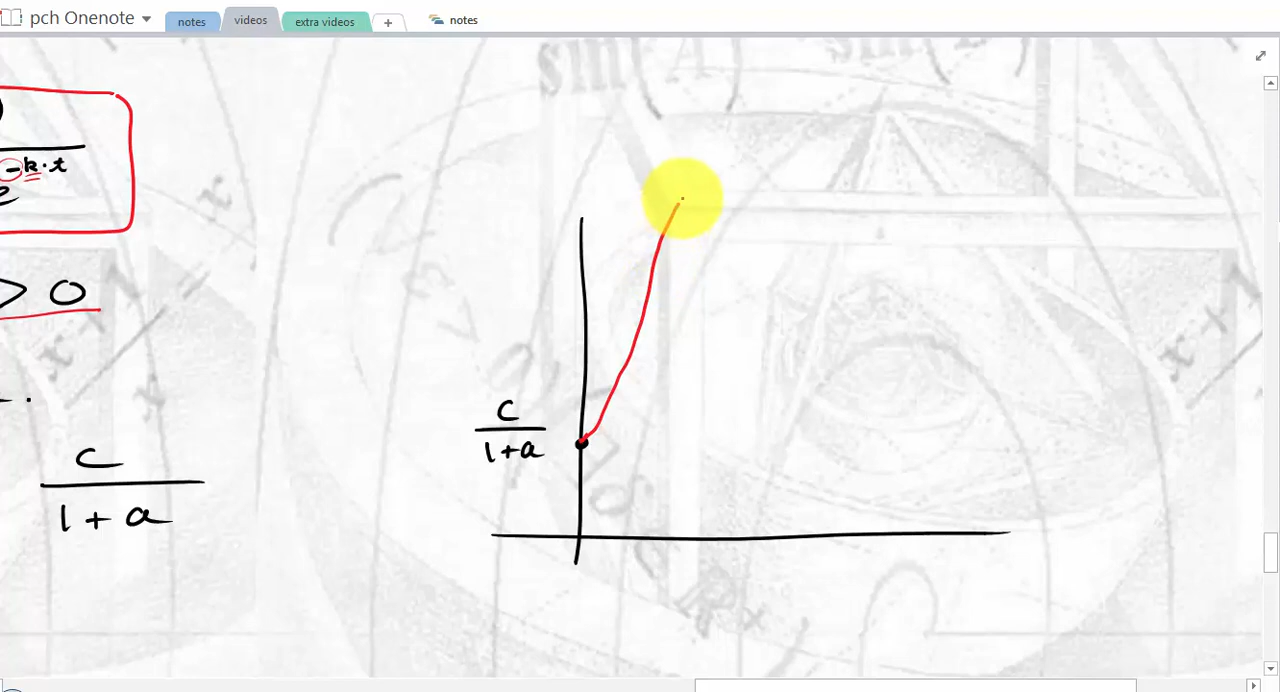 pch Onenote
notes
videos
extra videos
+
notes
-k·t
e
> 0
c
1+a
c
1 + a